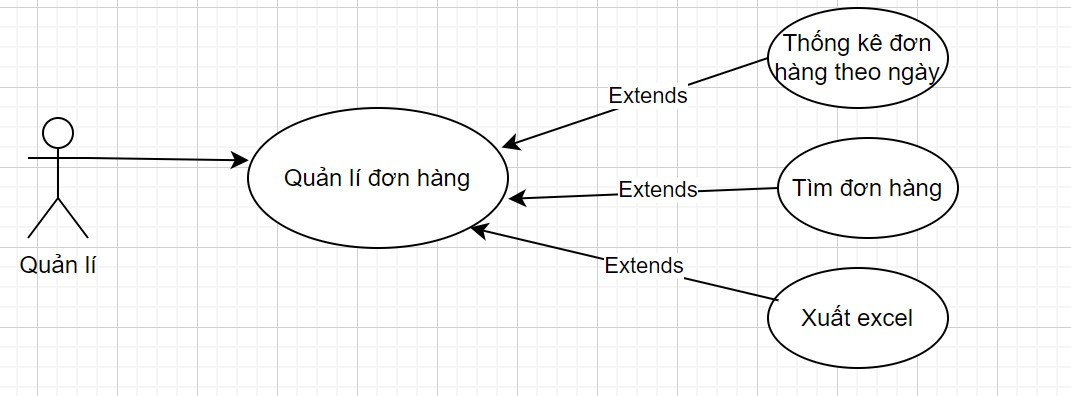 Thống kê đơn
hàng theo ngày
Extends
Quản lí đơn hàng
Extends
Tìm đơn hàng
Quản lí
Extends
Xuất excel